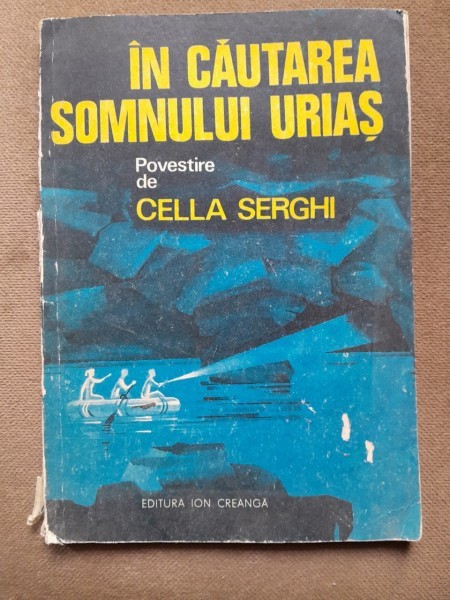 ÎN CĂUTAREA
SOMNULUI URIAȘ
Povestire
de
CELLA SERGHI
EDITURA ION CREANGĂ